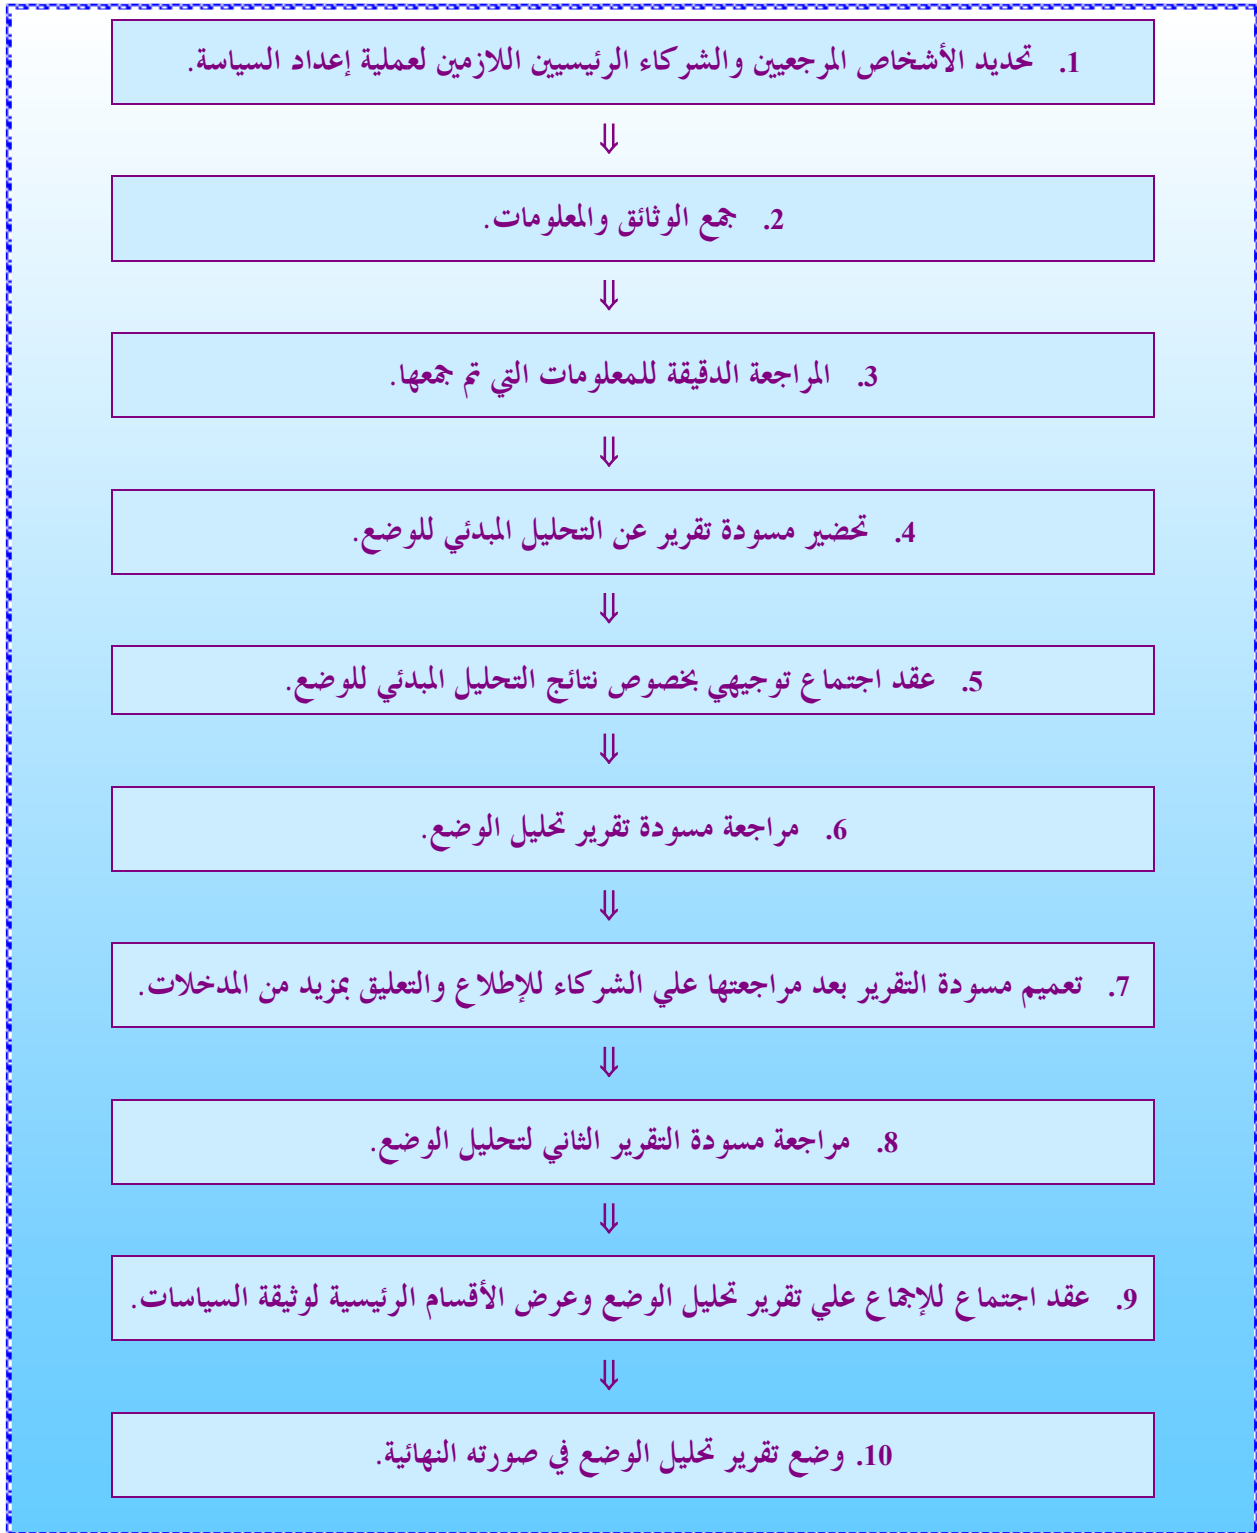 1. تحديد الأشخاص المرجعيين والشركاء الرئيسيين اللازمين لعملية إعداد السياسة.
⇓
2. جمع الوثائق والمعلومات.
⇓
3. المراجعة الدقيقة للمعلومات التي تم جمعها.
⇓
4. تحضير مسودة تقرير عن التحليل المبدئي للوضع.
⇓
5. عقد اجتماع توجيهي بخصوص نتائج التحليل المبدئي للوضع.
⇓
6. مراجعة مسودة تقرير تحليل الوضع.
⇓
7. تعميم مسودة التقرير بعد مراجعتها علي الشركاء للإطلاع والتعليق بمزيد من المدخلات.
⇓
8. مراجعة مسودة التقرير الثاني لتحليل الوضع.
⇓
9. عقد اجتماع للإجماع علي تقرير تحليل الوضع وعرض الأقسام الرئيسية لوثيقة السياسات.
⇓
10. وضع تقرير تحليل الوضع في صورته النهائية.